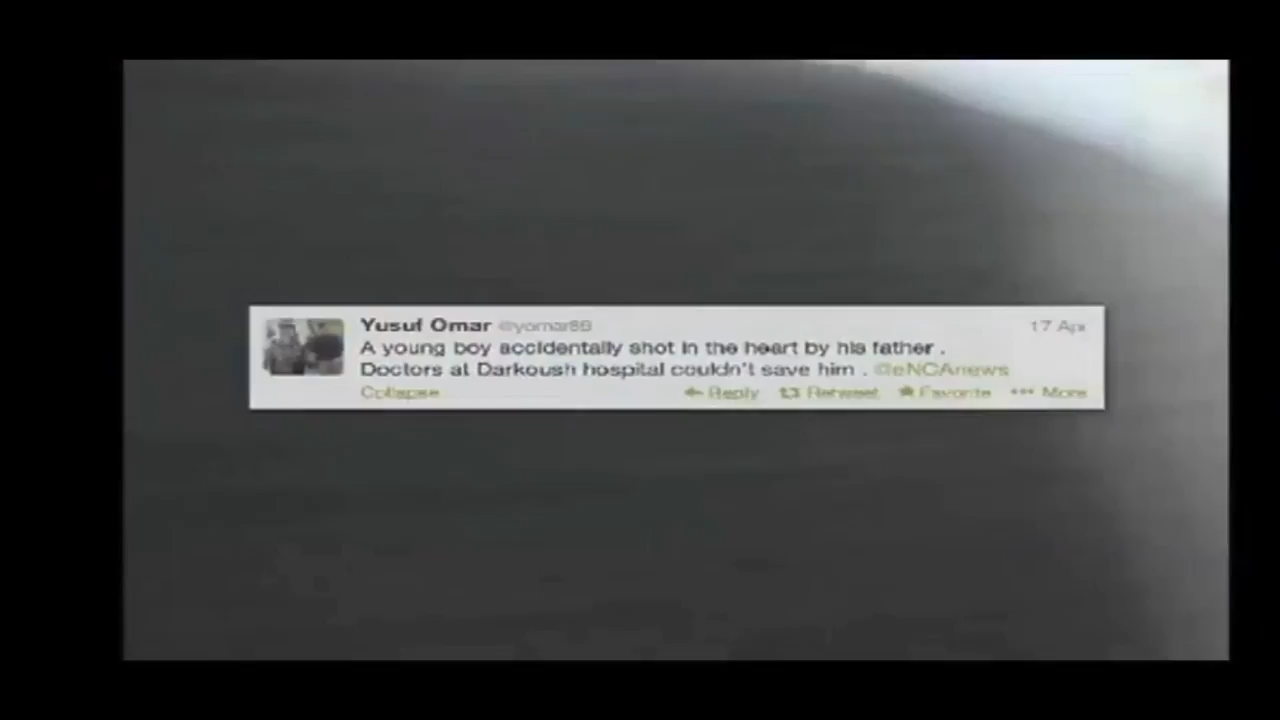 Yusuf Omar @yomar86 17 Apr
A young boy accidentally shot in the heart by his father .
Doctors at Darkoush hospital couldn't save him . @eNCAnews
Collapse Reply Retweet Favorite More